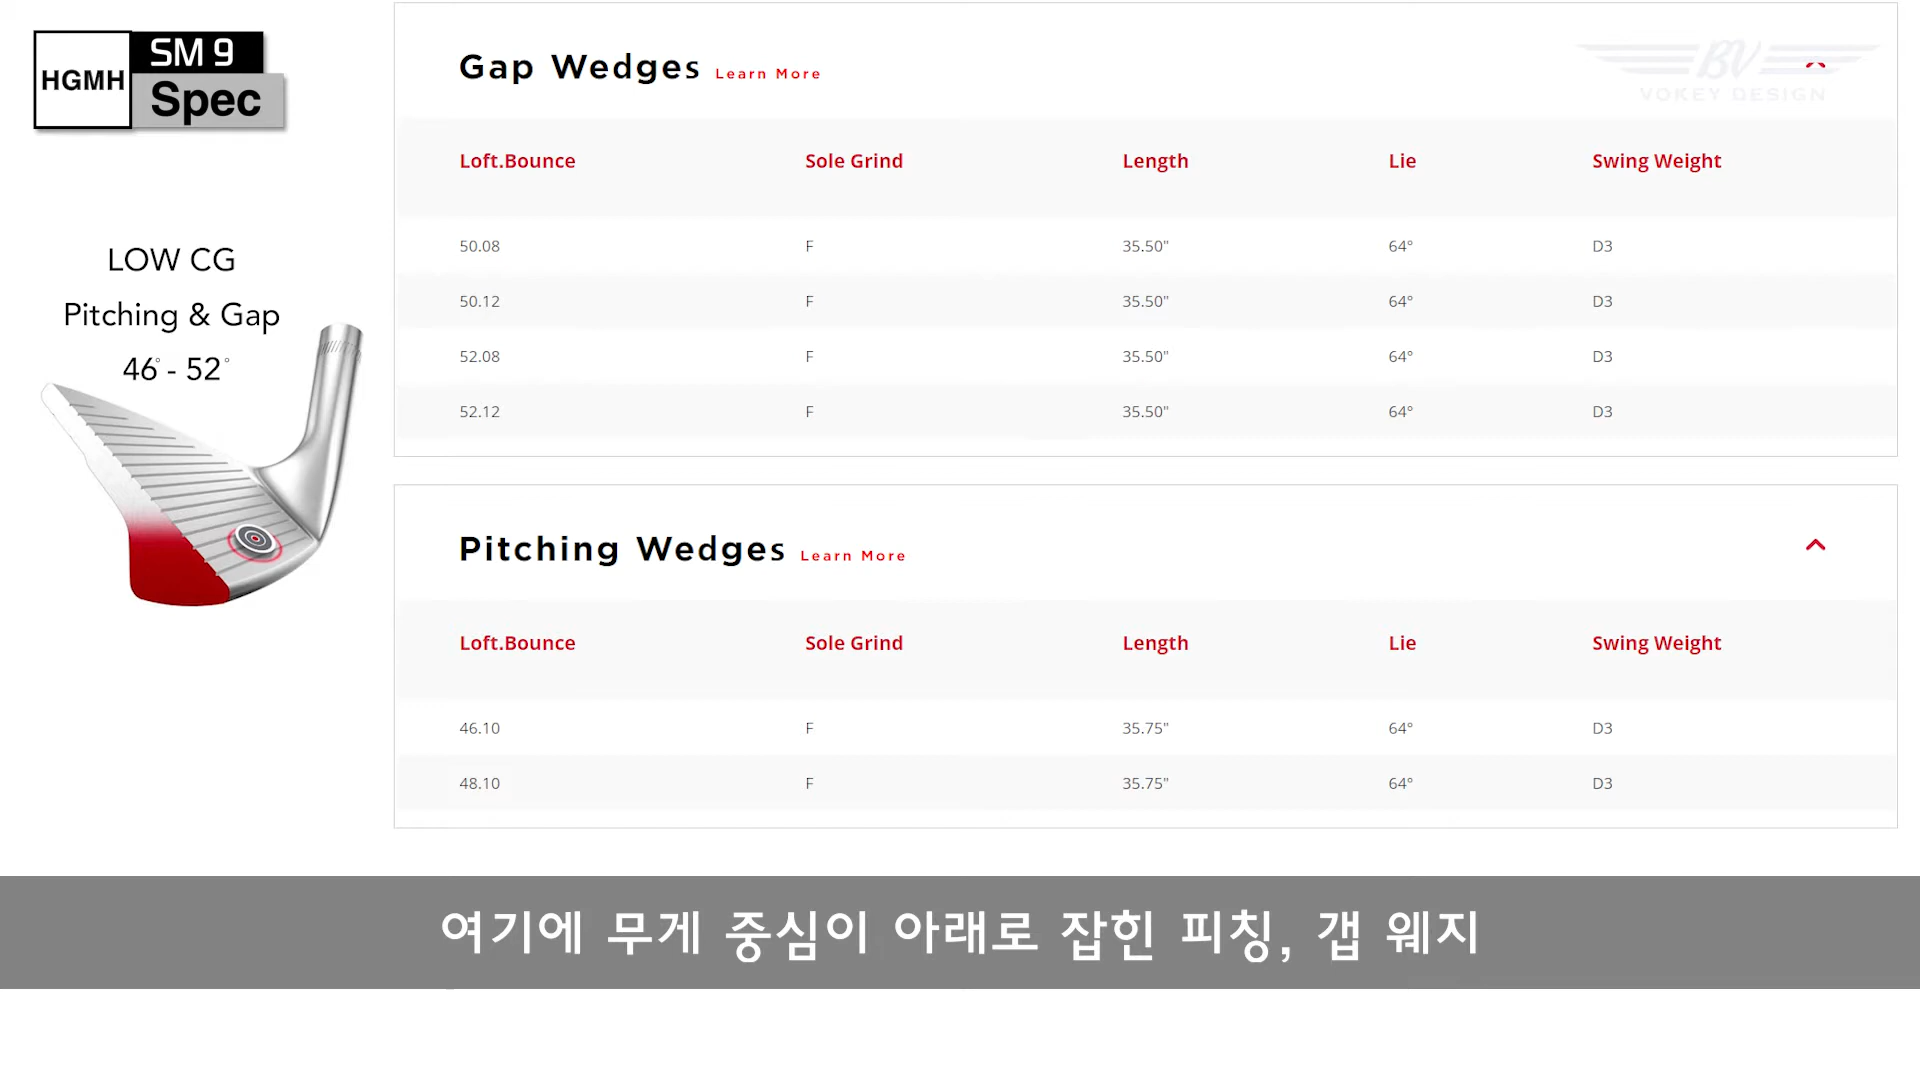 HGMH
SM 9
Spec
LOW CG
Pitching & Gap
46° - 52°
Gap Wedges Learn More
BV
VOKEY DESIGN
Loft.Bounce Sole Grind Length Lie Swing Weight
50.08 F 35.50" 64° D3
50.12 F 35.50" 64° D3
52.08 F 35.50" 64° D3
52.12 F 35.50" 64° D3
Pitching Wedges Learn More
Loft.Bounce Sole Grind Length Lie Swing Weight
46.10 F 35.75" 64° D3
48.10 F 35.75" 64° D3
여기에 무게 중심이 아래로 잡힌 피칭, 갭 웨지